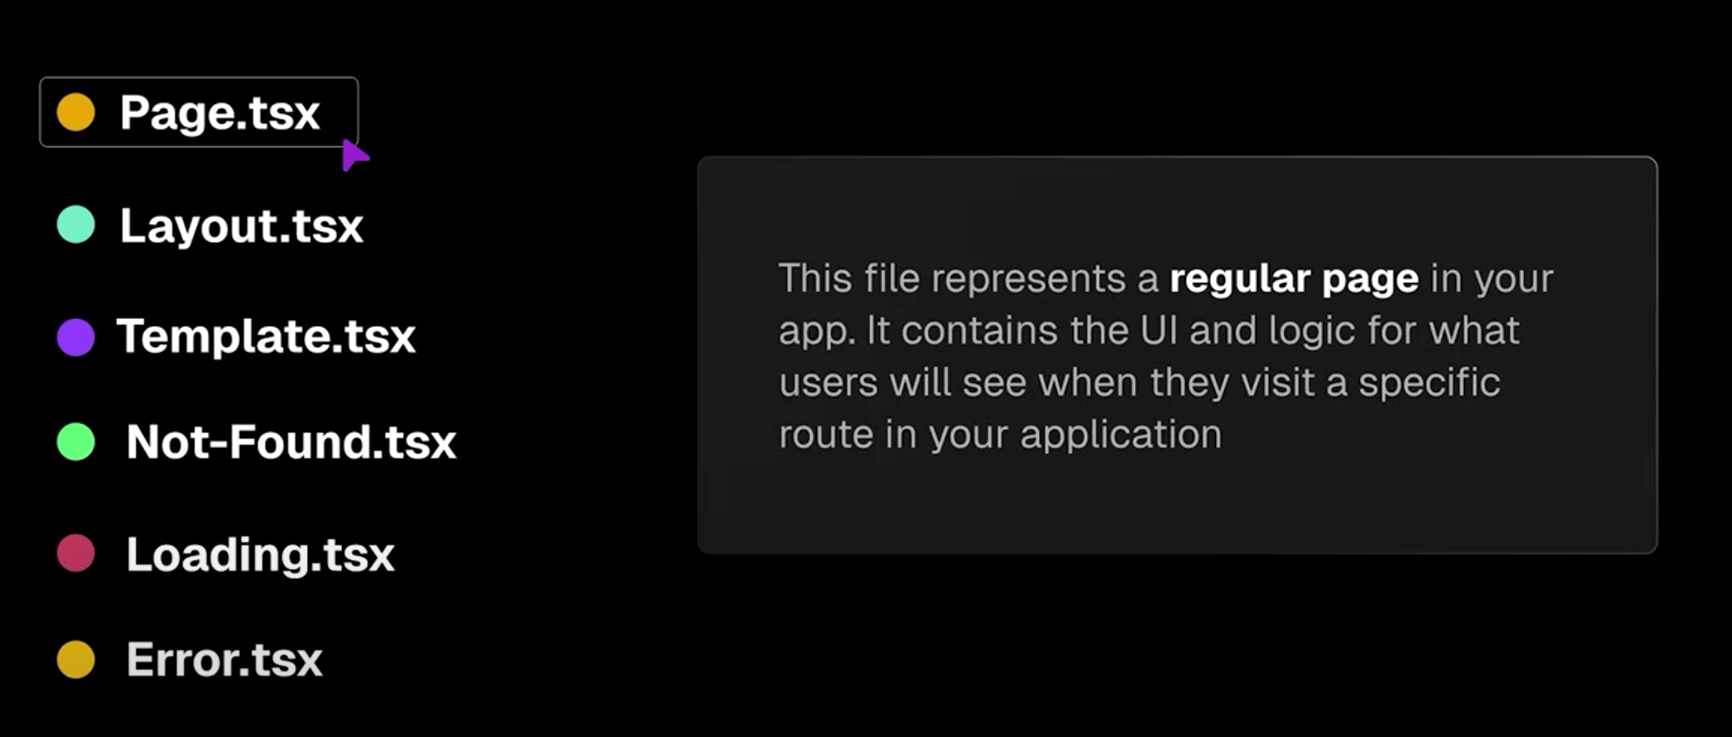 Page.tsx
Layout.tsx
Template.tsx
Not-Found.tsx
Loading.tsx
Error.tsx
This file represents a regular page in your
app. It contains the UI and logic for what
users will see when they visit a specific
route in your application